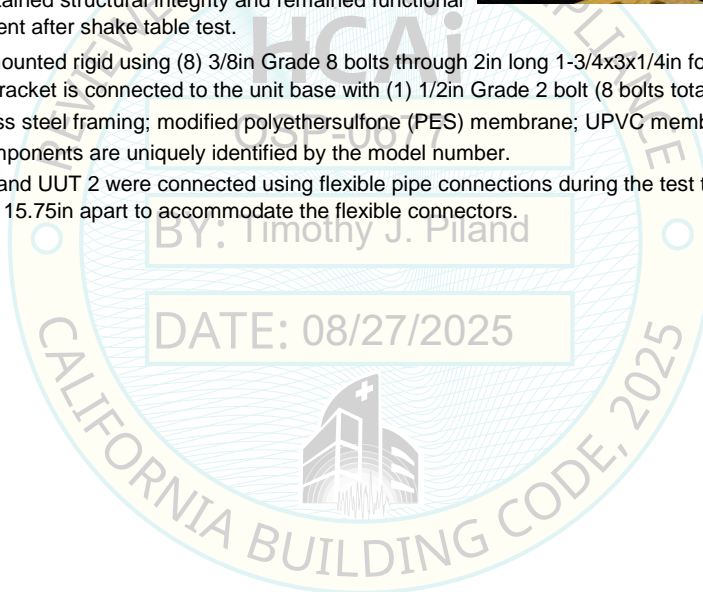 tained structural integrity and remained functional
ent after shake table test.
ounted rigid using (8) 3/8in Grade 8 bolts through 2in long 1-3/4x3x1/4in fo
racket is connected to the unit base with (1) 1/2in Grade 2 bolt (8 bolts tota
ss steel framing; modified polyethersulfone (PES) membrane; UPVC memb
mponents are uniquely identified by the model number.
and UUT 2 were connected using flexible pipe connections during the test t
15.75in apart to accommodate the flexible connectors.
HCAi
OSP-0677
BY: Timothy J. Piland
DATE: 08/27/2025
CALIFORNIA BUILDING CODE, 2025